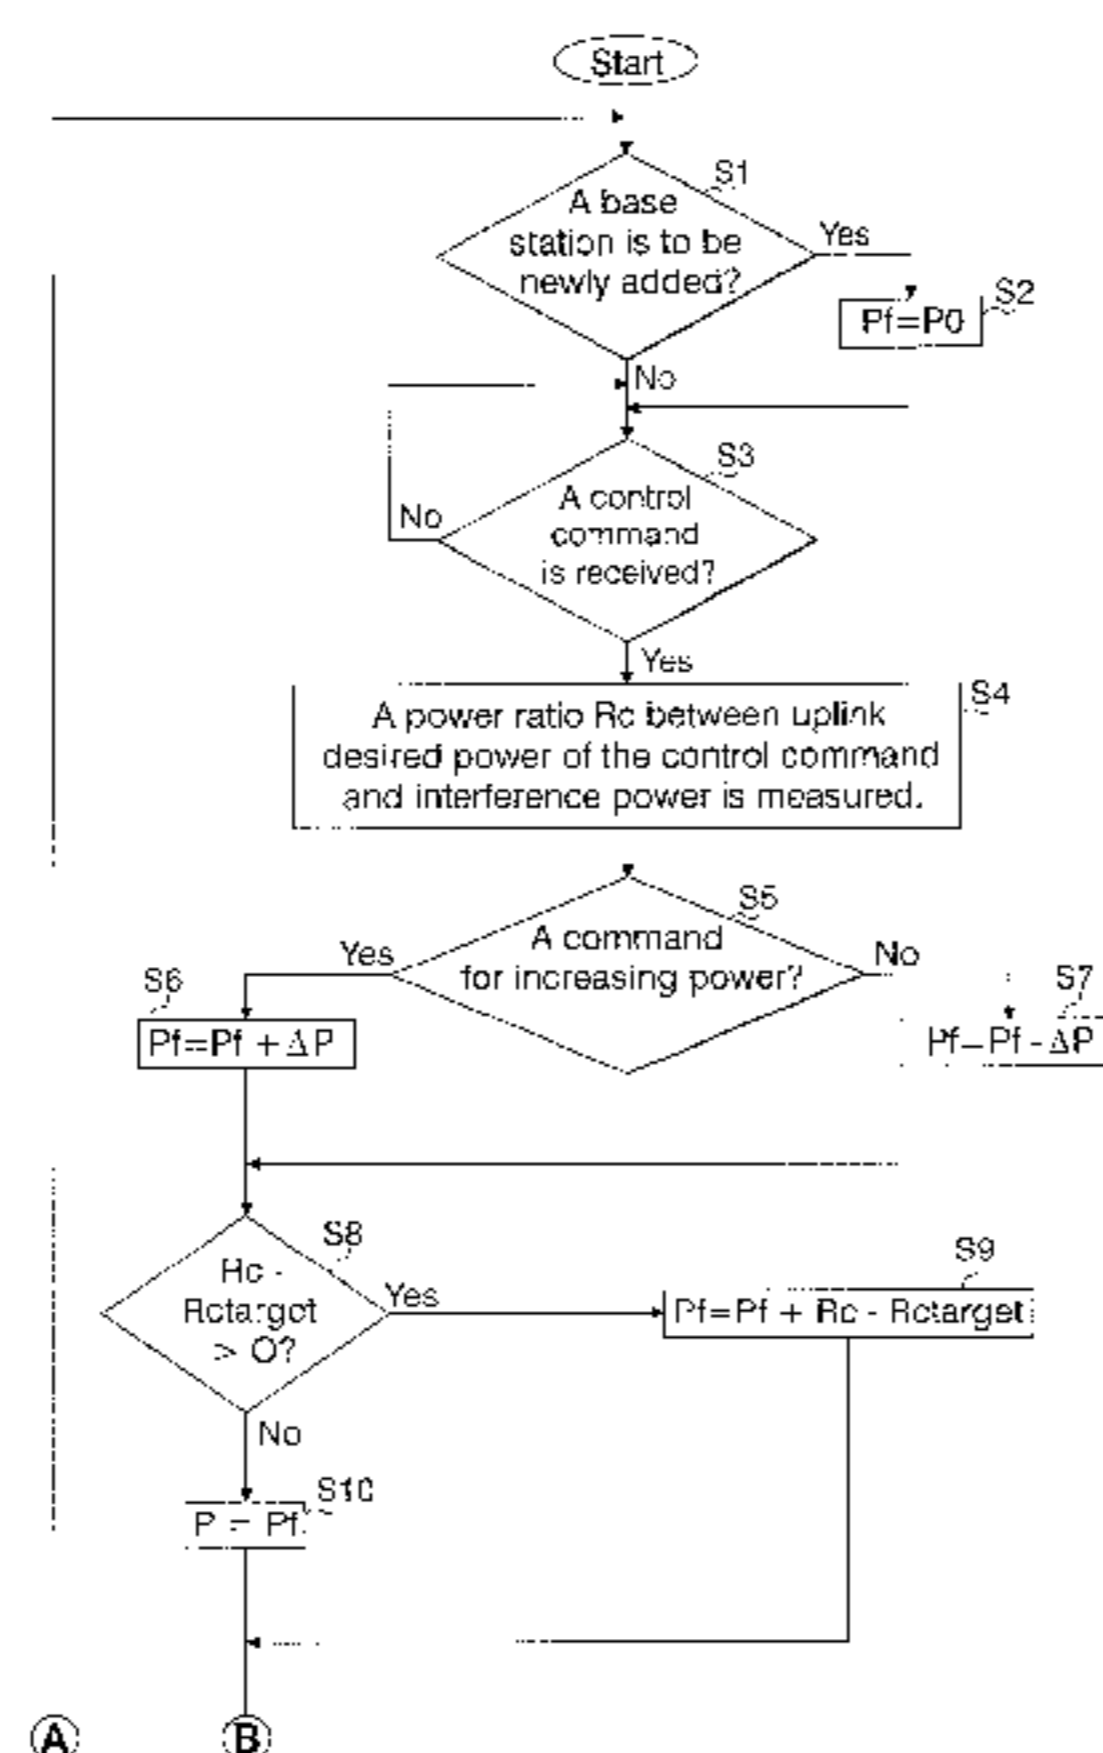 Start
S1
A base
station is to be
newly added?
Yes
S2
Pf=P0
No
S3
A control
command
is received?
No
Yes
S4
A power ratio Rc between uplink
desired power of the control command
and interference power is measured.
S5
A command
for increasing power?
Yes
No
S6
Pf=Pf + ΔP
S7
Pf=Pf - ΔP
S8
Rc -
Rctarget
> 0?
Yes
S9
Pf=Pf + Rc - Rctarget
No
S10
P = Pf
A
B